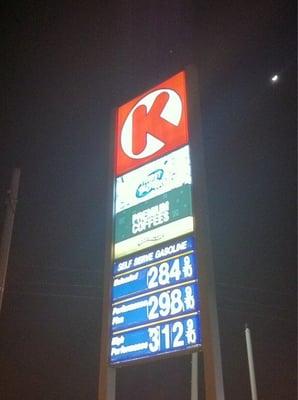 K
PREMIUM
COFFEES
SELF SERVE GASOLINE
Unleaded 284 9/10
Performance
Plus 298 9/10
High
Performance 312 9/10